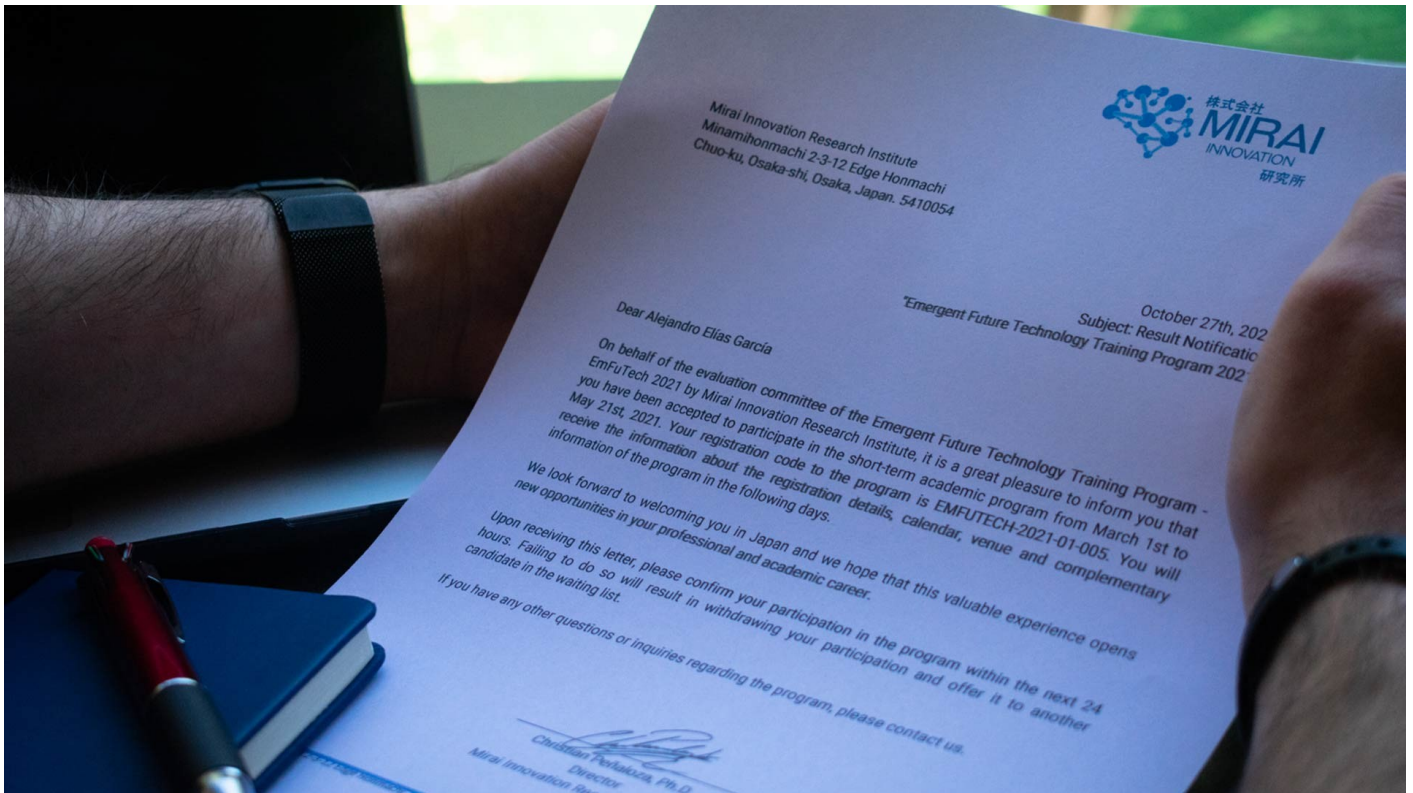 Mirai Innovation Research Institute
Minamihonmachi 2-3-12 Edge Honmachi
Chuo-ku, Osaka-shi, Osaka, Japan. 5410054
株式会社
MIRAI
INNOVATION
研究所
October 27th, 202
Subject: Result Notificatio
"Emergent Future Technology Training Program 202
Dear Alejandro Elías García
On behalf of the evaluation committee of the Emergent Future Technology Training Program -
EmFuTech 2021 by Mirai Innovation Research Institute, it is a great pleasure to inform you that
you have been accepted to participate in the short-term academic program from March 1st to
May 21st, 2021. Your registration code to the program is EMFUTECH-2021-01-005. You will
receive the information about the registration details, calendar, venue and complementary
information of the program in the following days.
We look forward to welcoming you in Japan and we hope that this valuable experience opens
new opportunities in your professional and academic career.
Upon receiving this letter, please confirm your participation in the program within the next 24
hours. Failing to do so will result in withdrawing your participation and offer it to another
candidate in the waiting list.
If you have any other questions or inquiries regarding the program, please contact us.
Christian Peñaloza, Ph.D
Director
Mirai Innovation Re